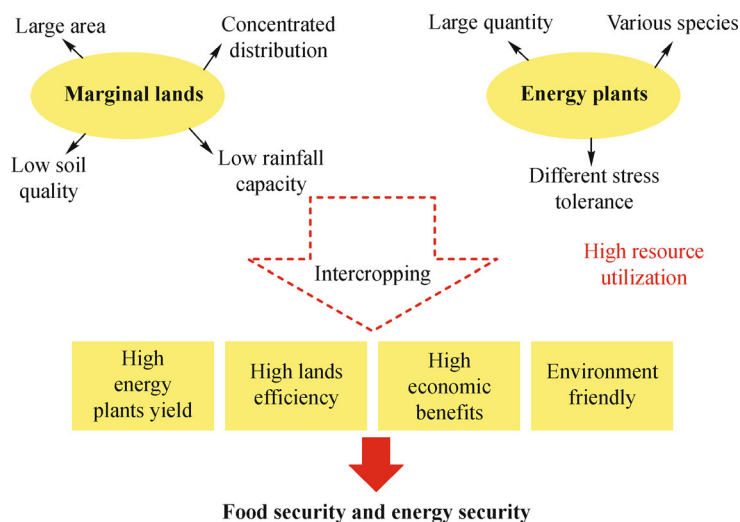 Large area
Concentrated
distribution
Marginal lands
Low soil
quality
Low rainfall
capacity
Large quantity
Various species
Energy plants
Different stress
tolerance
High resource
utilization
Intercropping
High
energy
plants yield
High lands
efficiency
High
economic
benefits
Environment
friendly
Food security and energy security